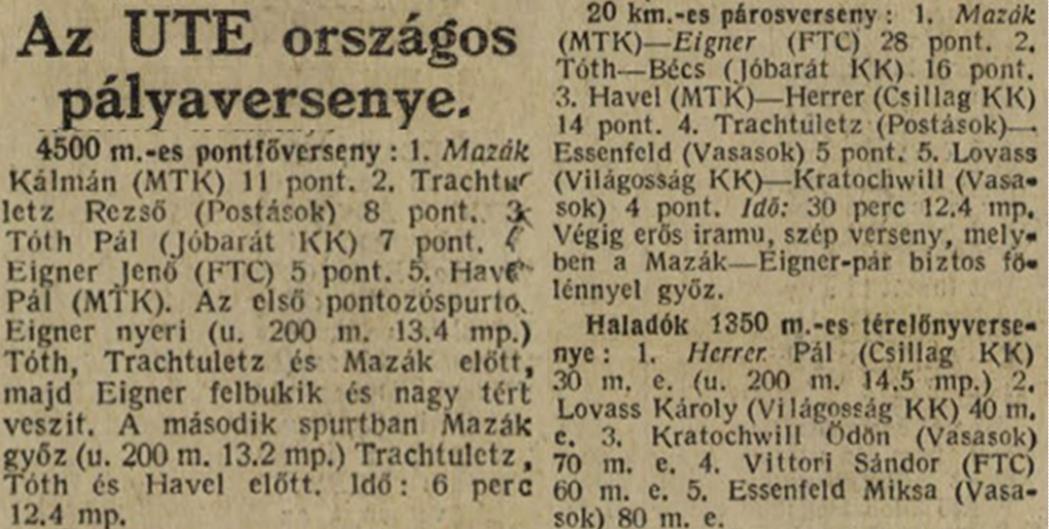 Az UTE országos
pályaversenye.
4500 m.-es pontfőverseny: 1. Mazák
Kálmán (MTK) 11 pont. 2. Trachtu-
letz Rezső (Postások) 8 pont. 3.
Tóth Pál (Jóbarát KK) 7 pont.
Eigner Jenő (FTC) 5 pont. 5. Havel
Pál (MTK). Az első pontozóspurtot
Eigner nyeri (u. 200 m. 13.4 mp.)
Tóth, Trachtuletz és Mazák előtt,
majd Eigner felbukik és nagy tért
veszit. A második spurtban Mazák
győz (u. 200 m. 13.2 mp.) Trachtuletz,
Tóth és Havel előtt. Idő: 6 perc
12.4 mp.
20 km.-es párosverseny: 1. Mazák
(MTK)—Eigner (FTC) 28 pont. 2.
Tóth—Bécs (Jóbarát KK) 16 pont.
3. Havel (MTK)—Herrer (Csillag KK)
14 pont. 4. Trachtuletz (Postások)—
Essenfeld (Vasasok) 5 pont. 5. Lovass
(Világosság KK)—Kratochwill (Vasa-
sok) 4 pont. Idő: 30 perc 12.4 mp.
Végig erős iramu, szép verseny, mely-
ben a Mazák—Eigner-pár biztos fö-
lénnyel győz.
Haladók 1350 m.-es térelőnyverse-
nye: 1. Herrer Pál (Csillag KK)
30 m. e. (u. 200 m. 14.5 mp.) 2.
Lovass Károly (Világosság KK) 40 m.
e. 3. Kratochwill Ödön (Vasasok)
70 m. e. 4. Vittori Sándor (FTC)
60 m. e. 5. Essenfeld Miksa (Vasa-
sok) 80 m. e.